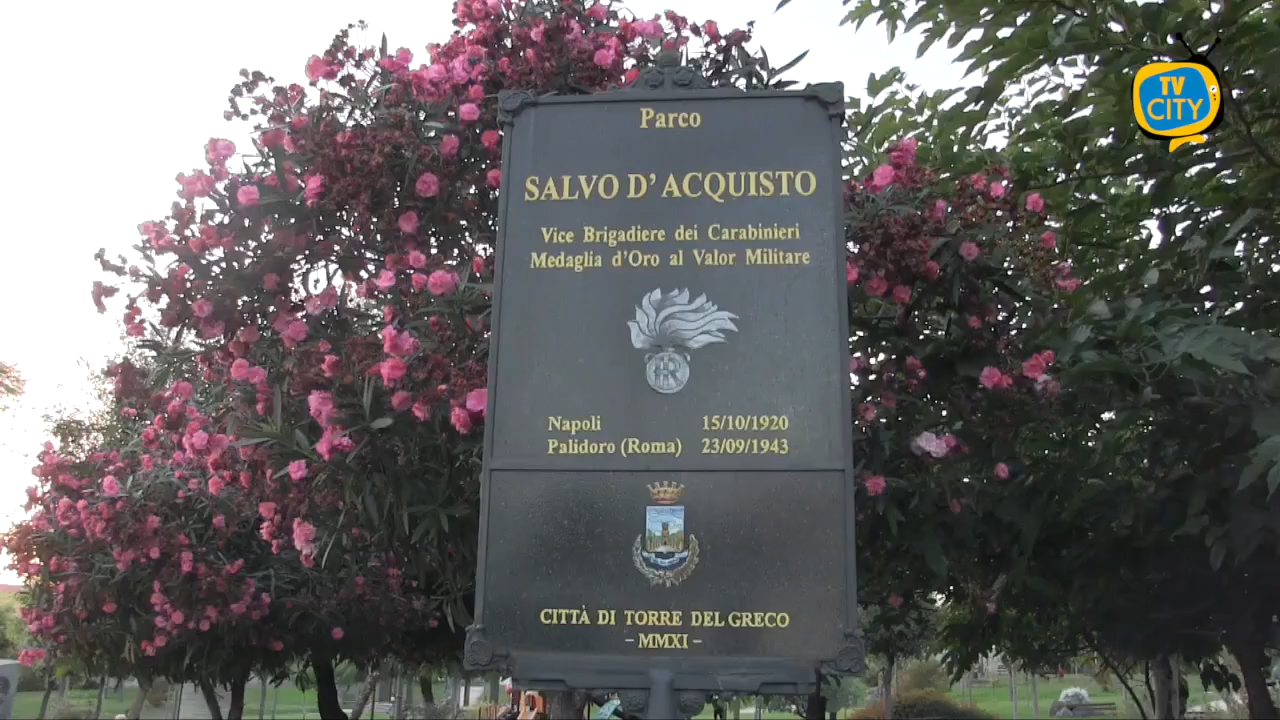 TV
CITY
Parco
SALVO D'ACQUISTO
Vice Brigadiere dei Carabinieri
Medaglia d'Oro al Valor Militare
RI
Napoli 15/10/1920
Palidoro (Roma) 23/09/1943
CITTÀ DI TORRE DEL GRECO
- MMXI -